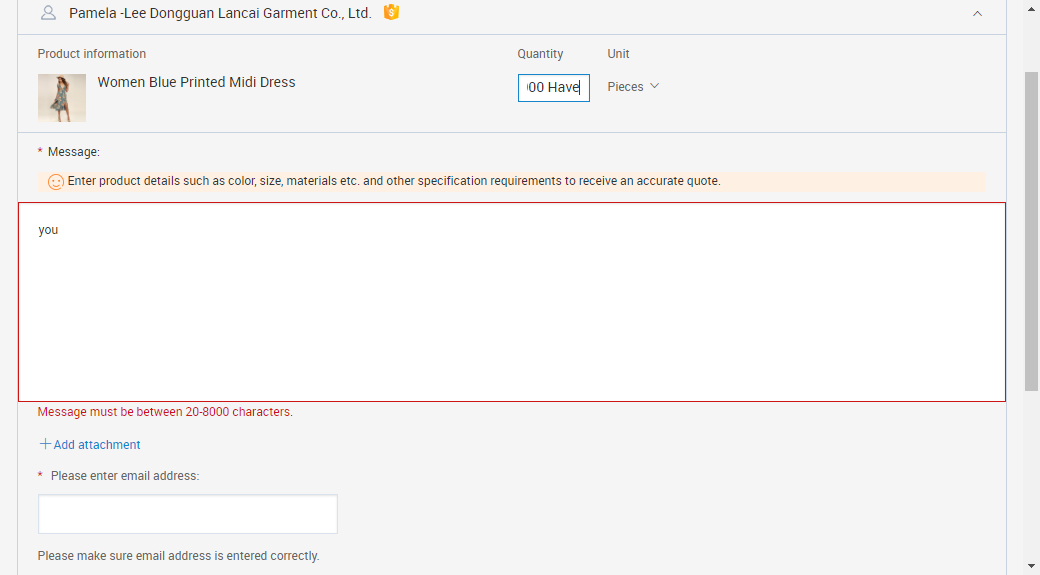 Pamela -Lee Dongguan Lancai Garment Co., Ltd. $
Product information Quantity Unit
Women Blue Printed Midi Dress 00 Have Pieces
* Message:
Enter product details such as color, size, materials etc. and other specification requirements to receive an accurate quote.
you
Message must be between 20-8000 characters.
+ Add attachment
* Please enter email address:
Please make sure email address is entered correctly.